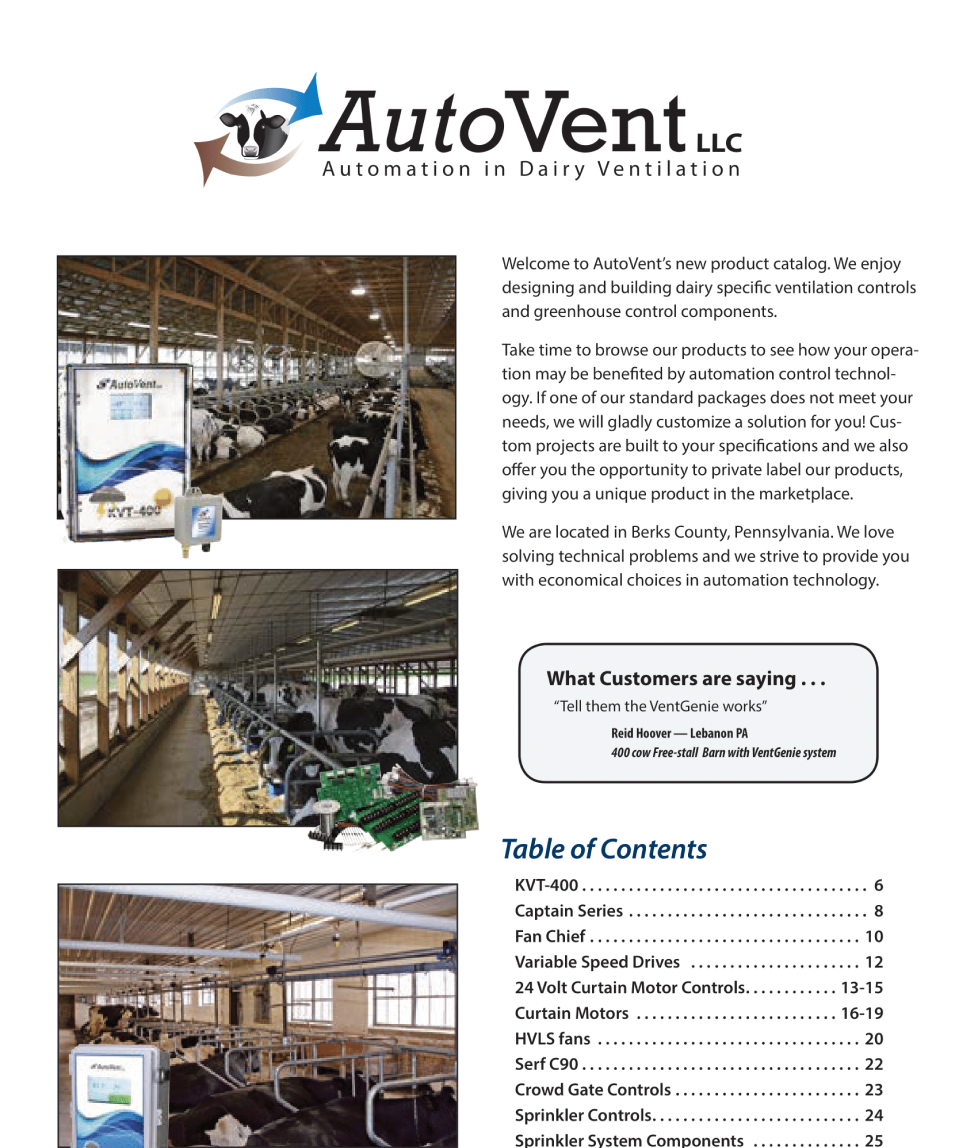 AutoVent LLC
Automation in Dairy Ventilation
Welcome to AutoVent's new product catalog. We enjoy
designing and building dairy specific ventilation controls
and greenhouse control components.
Take time to browse our products to see how your opera-
tion may be benefited by automation control technol-
ogy. If one of our standard packages does not meet your
needs, we will gladly customize a solution for you! Cus-
tom projects are built to your specifications and we also
offer you the opportunity to private label our products,
giving you a unique product in the marketplace.
We are located in Berks County, Pennsylvania. We love
solving technical problems and we strive to provide you
with economical choices in automation technology.
AutoVent
KVT-400
What Customers are saying . . .
“Tell them the VentGenie works”
Reid Hoover — Lebanon PA
400 cow Free-stall Barn with VentGenie system
Table of Contents
KVT-400 . . . . . . . . . . . . . . . . . . . . . . . . . . . . . . . . . . . . . 6
Captain Series . . . . . . . . . . . . . . . . . . . . . . . . . . . . . . . 8
Fan Chief . . . . . . . . . . . . . . . . . . . . . . . . . . . . . . . . . . . 10
Variable Speed Drives . . . . . . . . . . . . . . . . . . . . . . 12
24 Volt Curtain Motor Controls. . . . . . . . . . . . 13-15
Curtain Motors . . . . . . . . . . . . . . . . . . . . . . . . . . 16-19
HVLS fans . . . . . . . . . . . . . . . . . . . . . . . . . . . . . . . . . . 20
Serf C90 . . . . . . . . . . . . . . . . . . . . . . . . . . . . . . . . . . . . 22
Crowd Gate Controls . . . . . . . . . . . . . . . . . . . . . . . . 23
Sprinkler Controls. . . . . . . . . . . . . . . . . . . . . . . . . . . 24
Sprinkler System Components . . . . . . . . . . . . . . 25
AutoVent